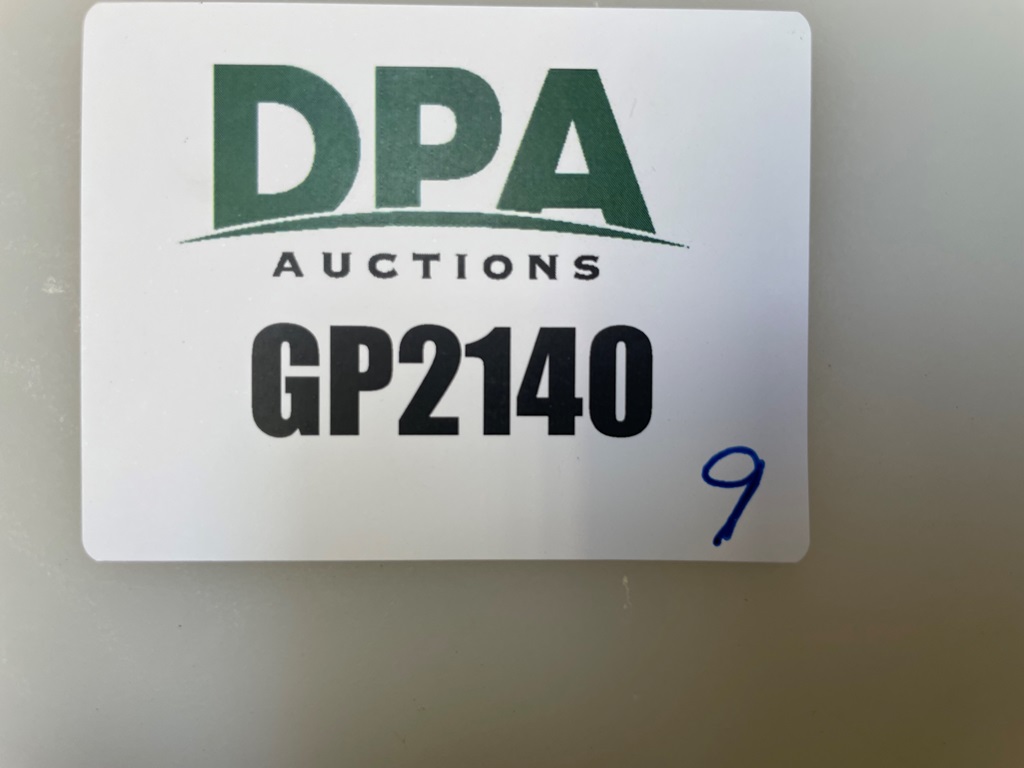 DPA
AUCTIONS
GP2140
9